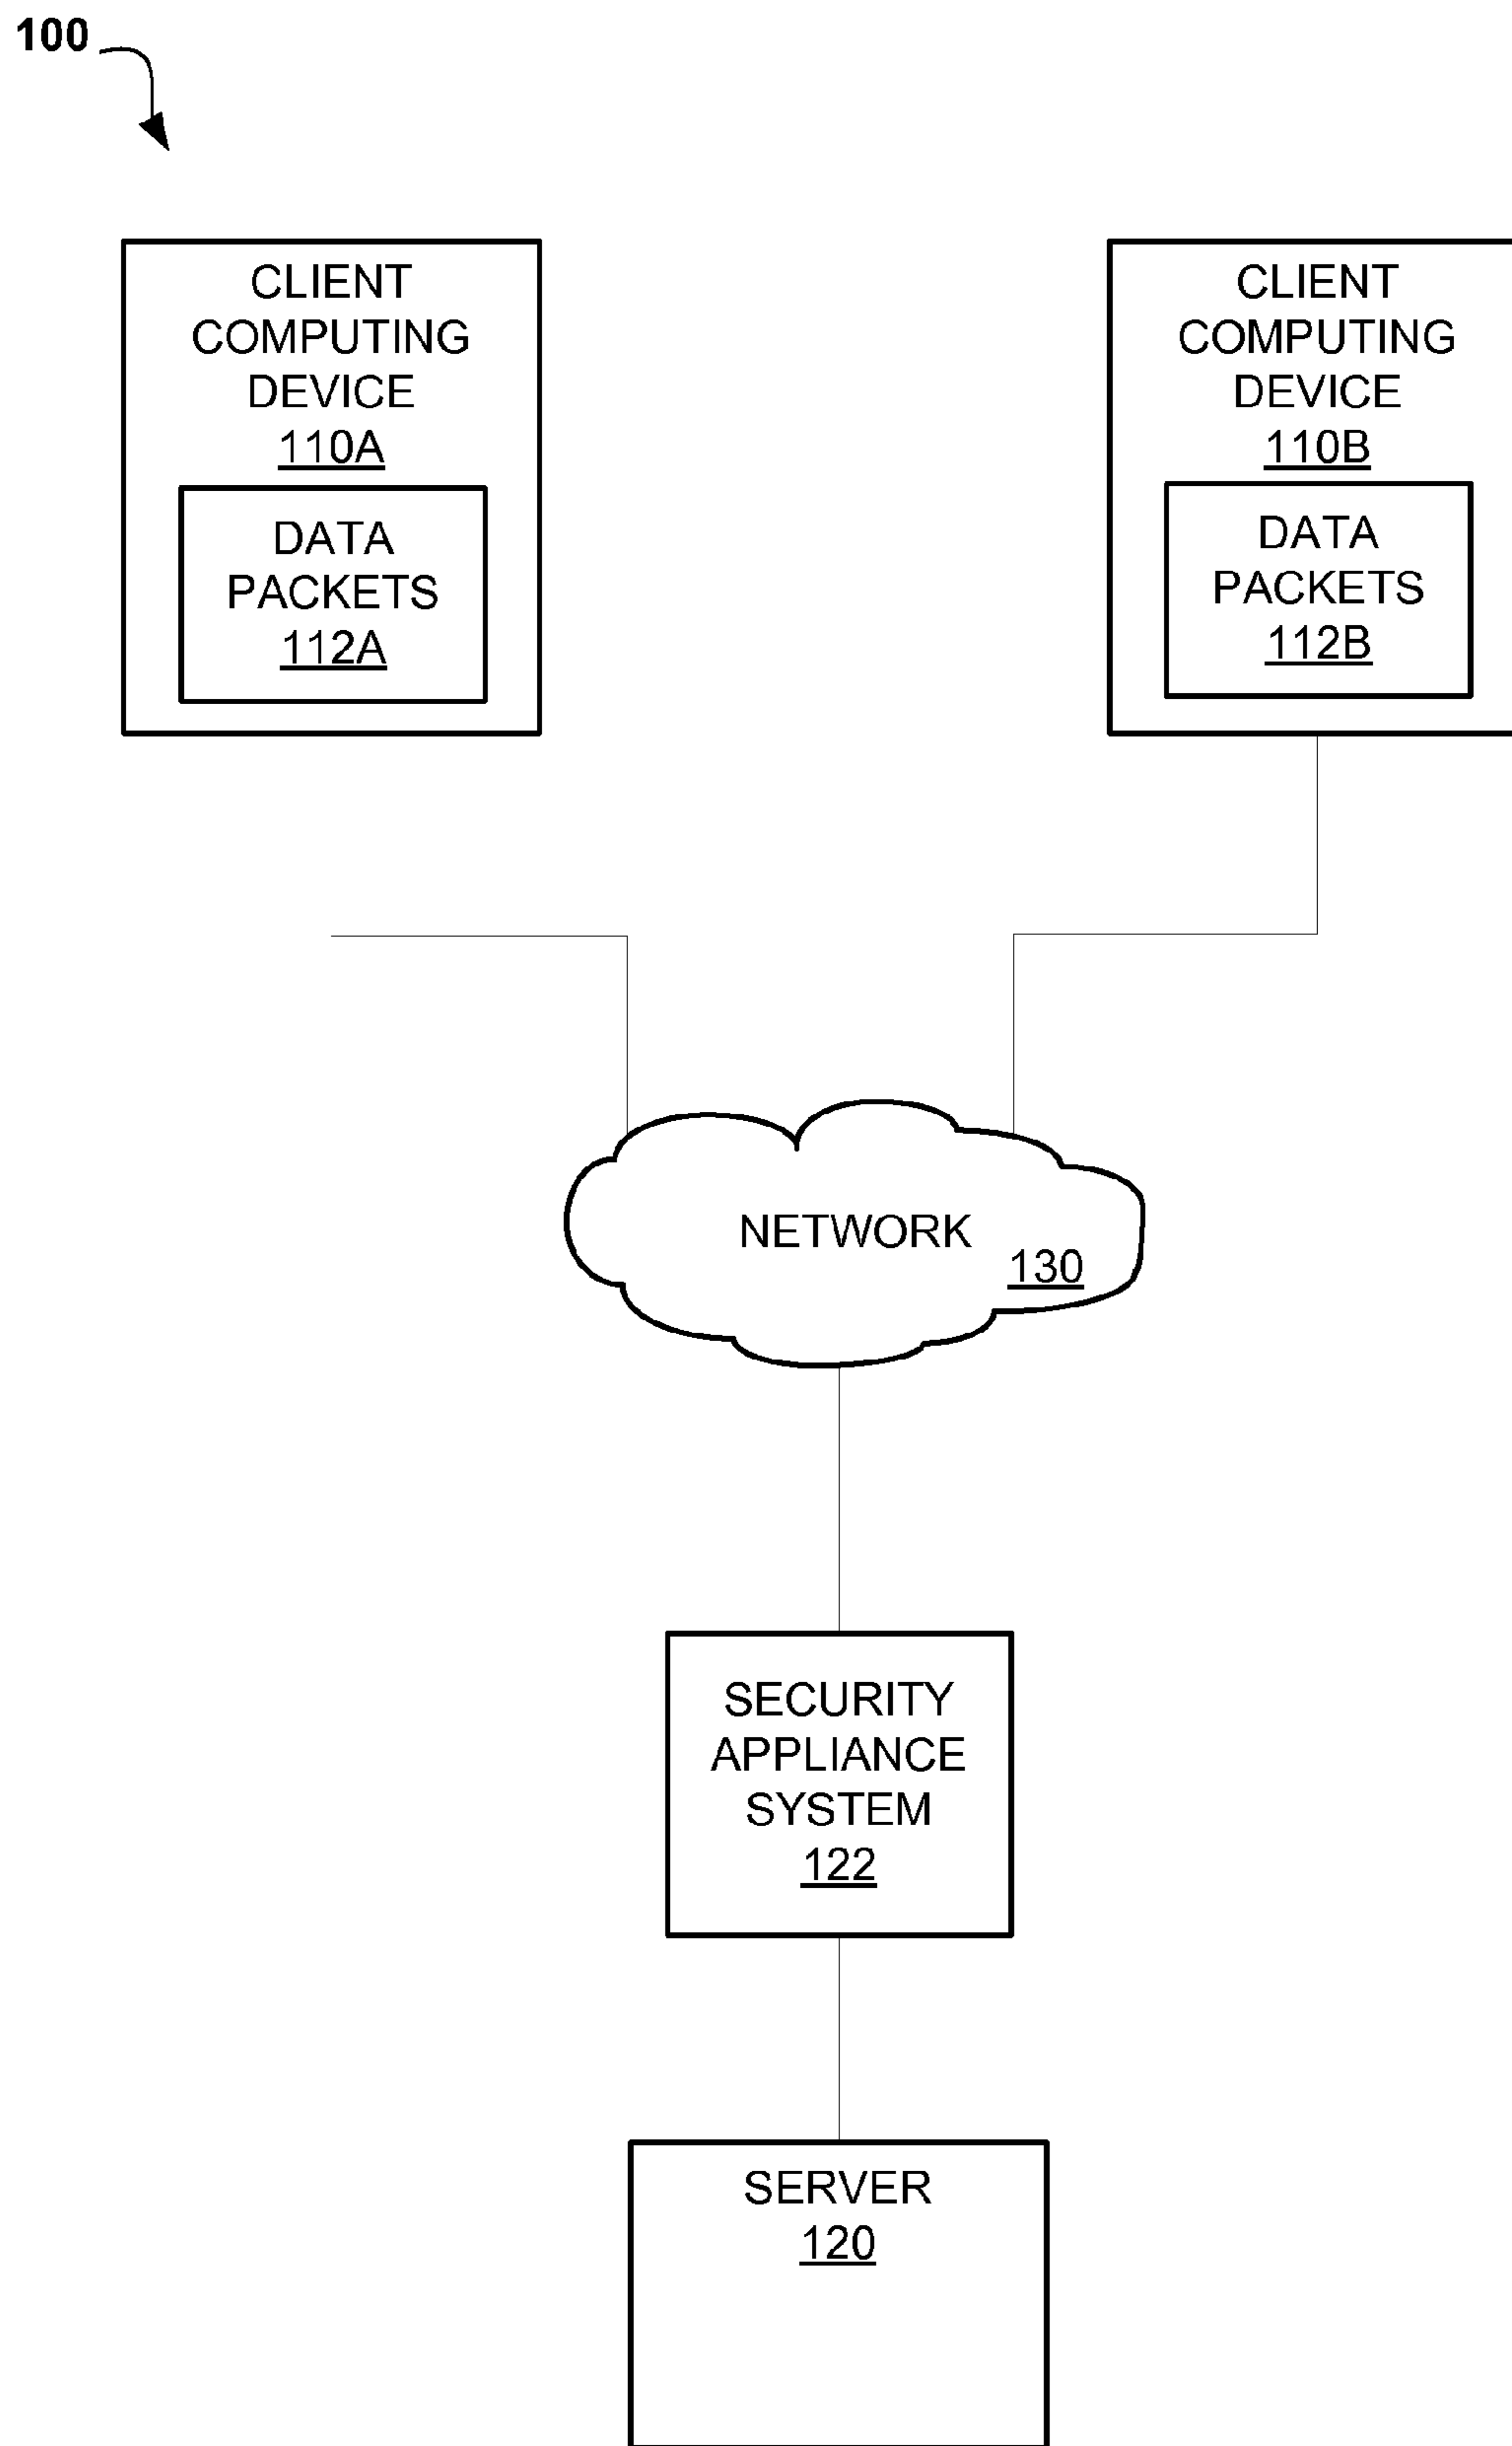 100
CLIENT
COMPUTING
DEVICE
110A
DATA
PACKETS
112A
CLIENT
COMPUTING
DEVICE
110B
DATA
PACKETS
112B
NETWORK
130
SECURITY
APPLIANCE
SYSTEM
122
SERVER
120